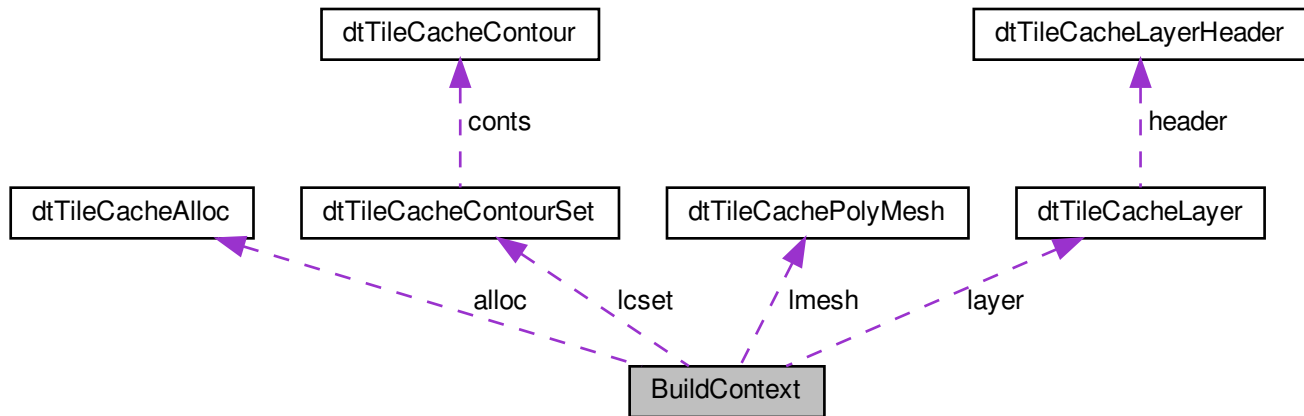 dtTileCacheContour
dtTileCacheLayerHeader
conts
header
dtTileCacheAlloc
dtTileCacheContourSet
dtTileCachePolyMesh
dtTileCacheLayer
alloc
lcset
lmesh
layer
BuildContext